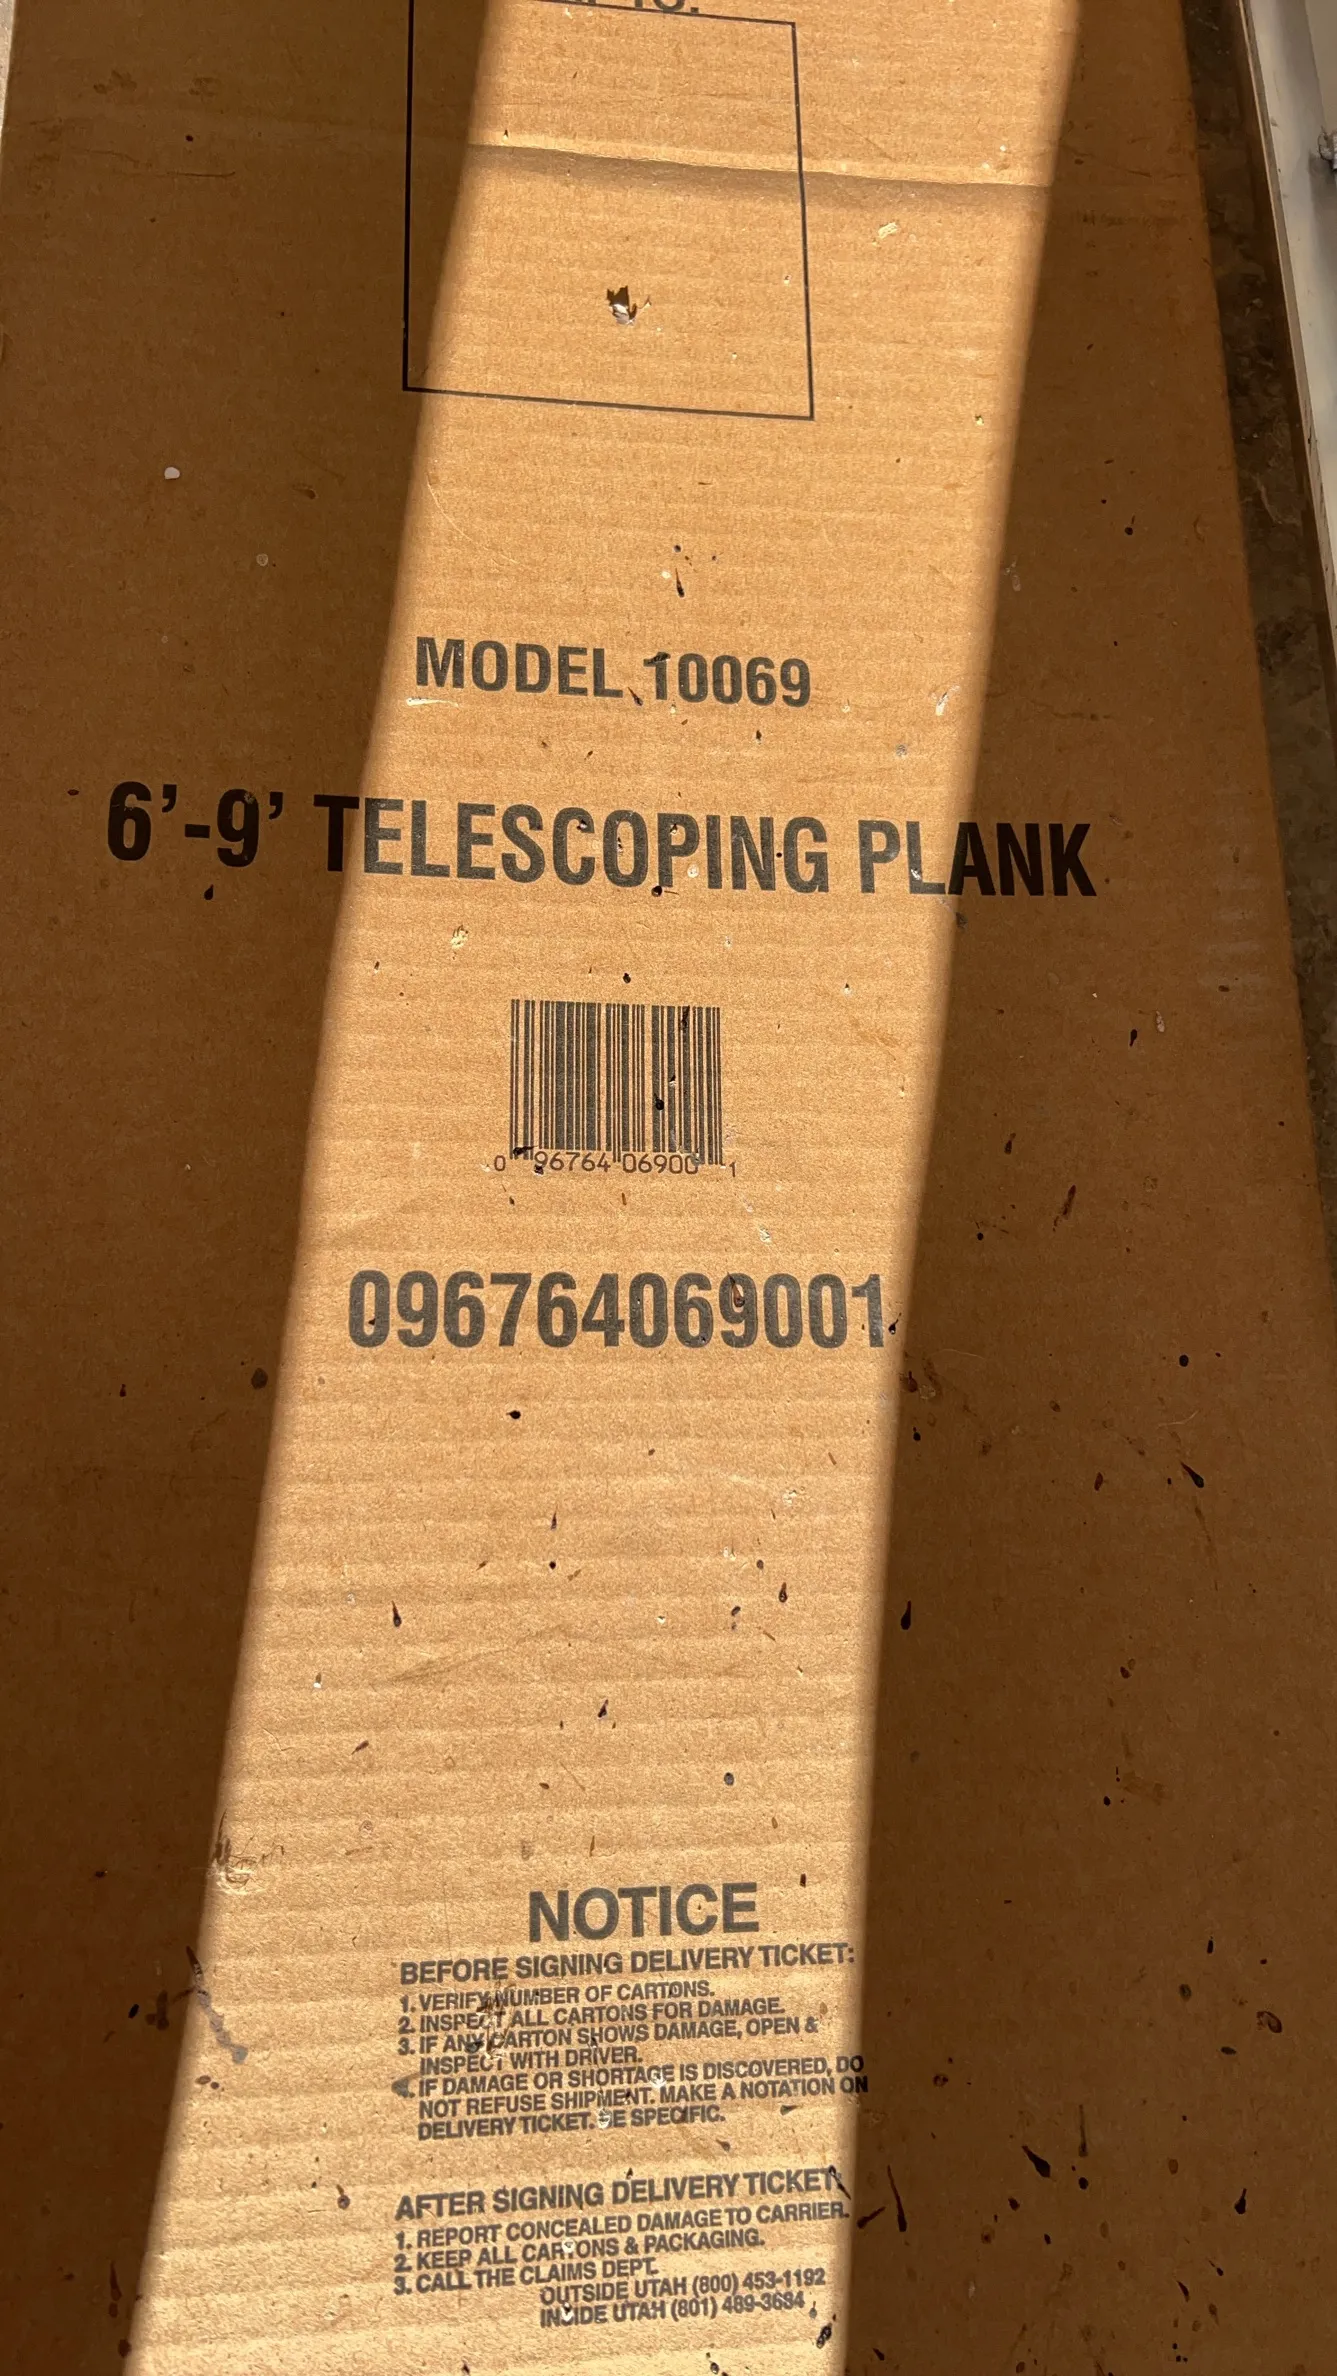 MODEL 10069
6'-9' TELESCOPING PLANK
0 96764 06900 1
096764069001
NOTICE
BEFORE SIGNING DELIVERY TICKET:
1. VERIFY NUMBER OF CARTONS.
2. INSPECT ALL CARTONS FOR DAMAGE.
3. IF ANY CARTON SHOWS DAMAGE, OPEN &
INSPECT WITH DRIVER.
4. IF DAMAGE OR SHORTAGE IS DISCOVERED, DO
NOT REFUSE SHIPMENT. MAKE A NOTATION ON
DELIVERY TICKET. BE SPECIFIC.
AFTER SIGNING DELIVERY TICKET:
1. REPORT CONCEALED DAMAGE TO CARRIER.
2. KEEP ALL CARTONS & PACKAGING.
3. CALL THE CLAIMS DEPT.
OUTSIDE UTAH (800) 453-1192
INSIDE UTAH (801) 489-3684